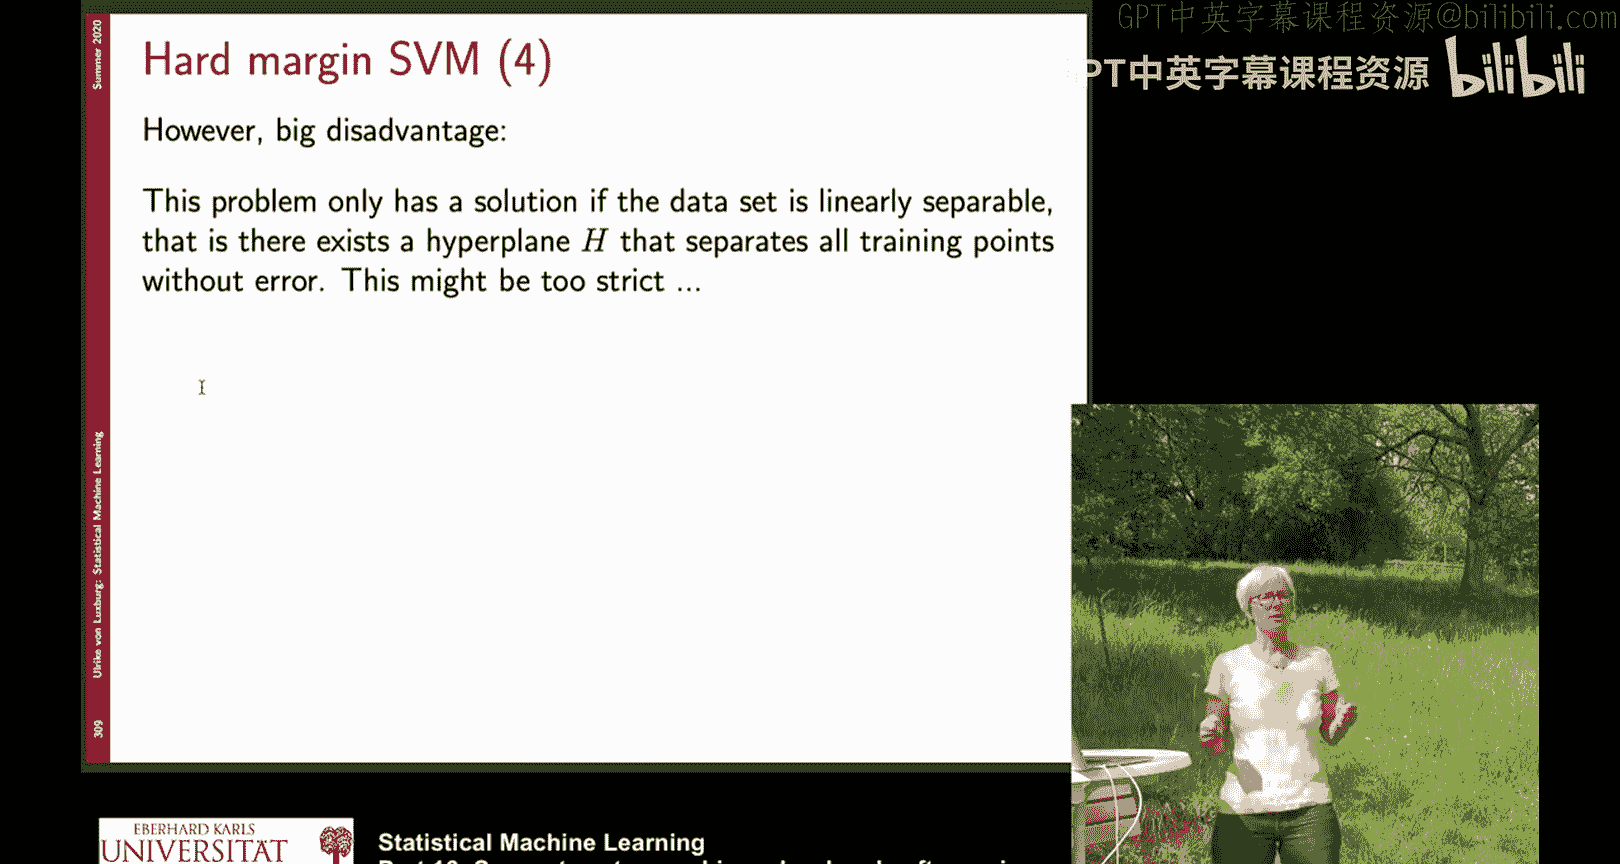 GPT中英字幕课程资源@bilibili.com
PT中英字幕课程资源 bilibili
Summer 2020
Hard margin SVM (4)
However, big disadvantage:
This problem only has a solution if the data set is linearly separable,
that is there exists a hyperplane H that separates all training points
without error. This might be too strict ...
Ulrike von Luxburg: Statistical Machine Learning
309
EBERHARD KARLS
UNIVERSITÄT
Statistical Machine Learning